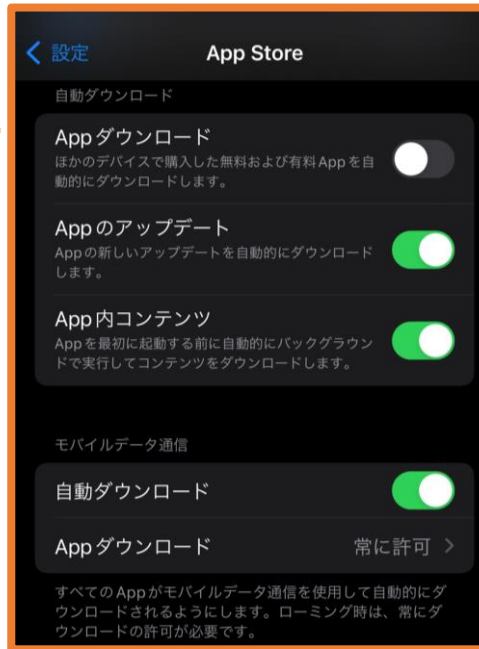 設定
App Store
自動ダウンロード
Appダウンロード
ほかのデバイスで購入した無料および有料Appを自
動的にダウンロードします。
Appのアップデート
Appの新しいアップデートを自動的にダウンロード
します。
App内コンテンツ
Appを最初に起動する前に自動的にバックグラウン
ドで実行してコンテンツをダウンロードします。
モバイルデータ通信
自動ダウンロード
Appダウンロード 常に許可
すべてのAppがモバイルデータ通信を使用して自動的にダ
ウンロードされるようにします。ローミング時は、常にダ
ウンロードの許可が必要です。